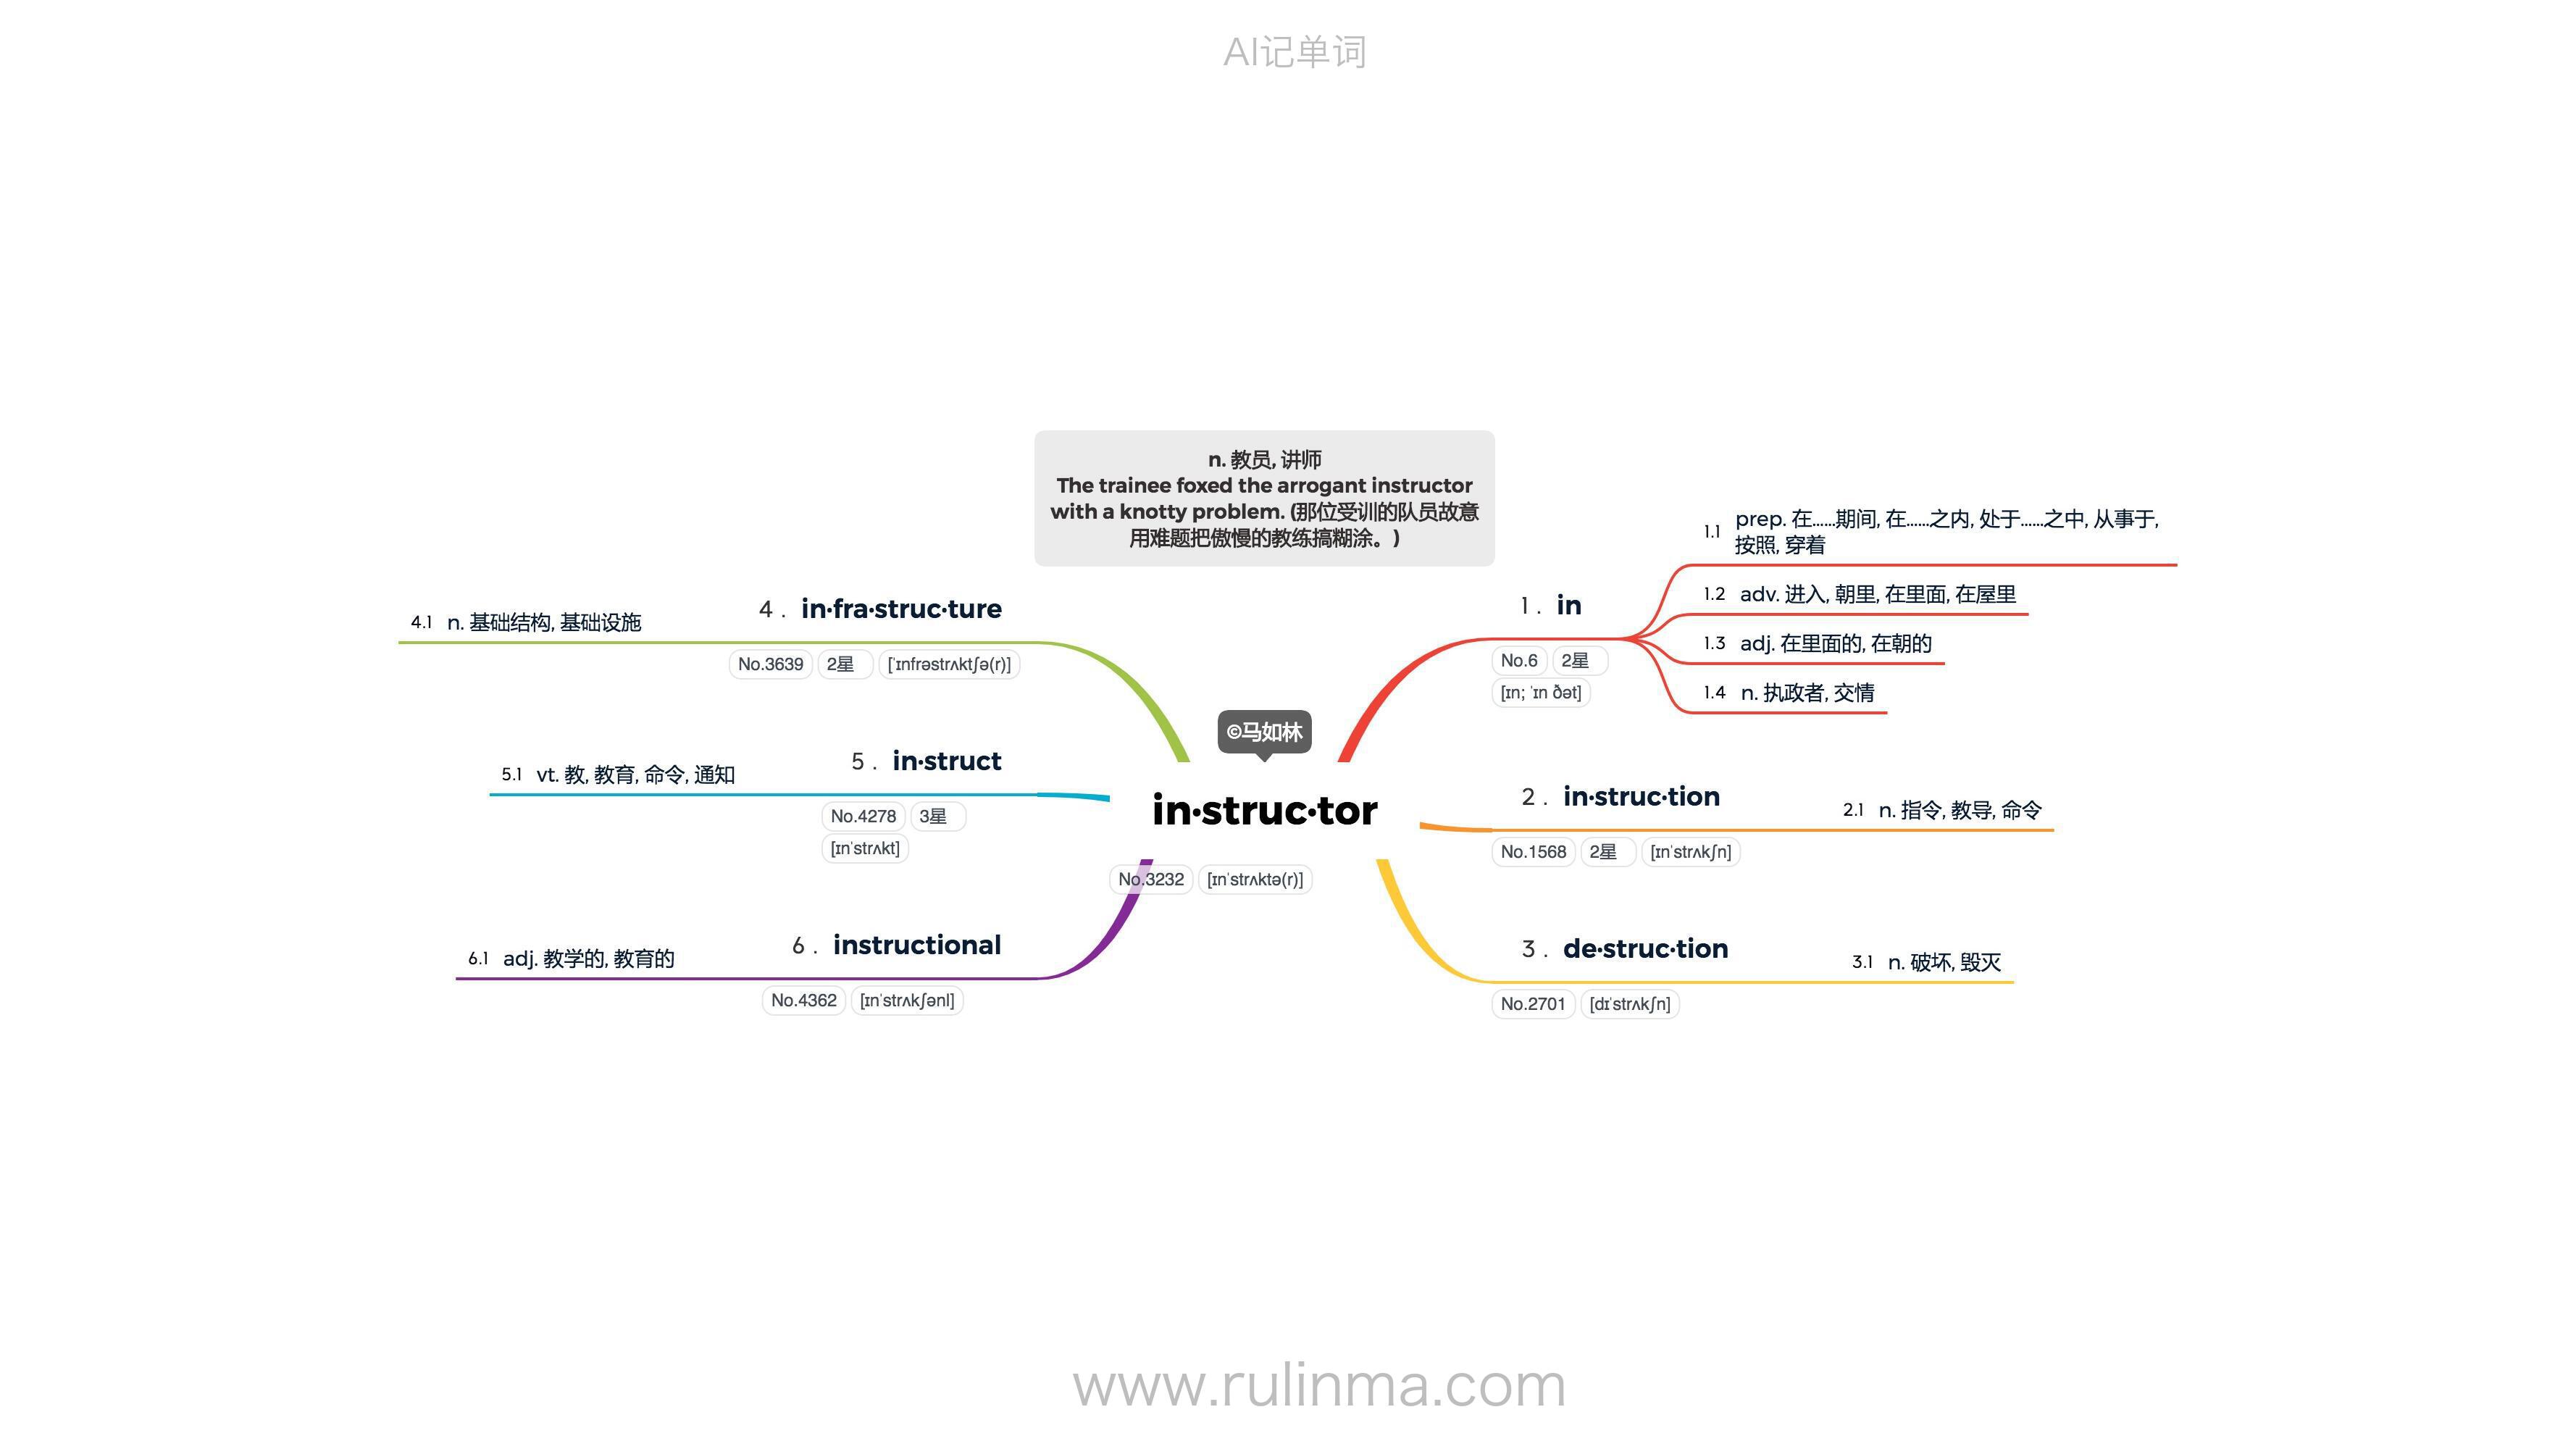 AI记单词
n. 教员, 讲师
The trainee foxed the arrogant instructor
with a knotty problem. (那位受训的队员故意
用难题把傲慢的教练搞糊涂。)
©马如林
in·struc·tor
No.3232 [ɪnˈstrʌktə(r)]
1 . in
No.6 2星
[ɪn; ˈɪn ðət]
1.1 prep. 在……期间, 在……之内, 处于……之中, 从事于,
按照, 穿着
1.2 adv. 进入, 朝里, 在里面, 在屋里
1.3 adj. 在里面的, 在朝的
1.4 n. 执政者, 交情
2 . in·struc·tion
No.1568 2星 [ɪnˈstrʌkʃn]
2.1 n. 指令, 教导, 命令
3 . de·struc·tion
No.2701 [dɪˈstrʌkʃn]
3.1 n. 破坏, 毁灭
4 . in·fra·struc·ture
No.3639 2星 [ˈɪnfrəstrʌktʃə(r)]
4.1 n. 基础结构, 基础设施
5 . in·struct
No.4278 3星
[ɪnˈstrʌkt]
5.1 vt. 教, 教育, 命令, 通知
6 . instructional
No.4362 [ɪnˈstrʌkʃənl]
6.1 adj. 教学的, 教育的
www.rulinma.com